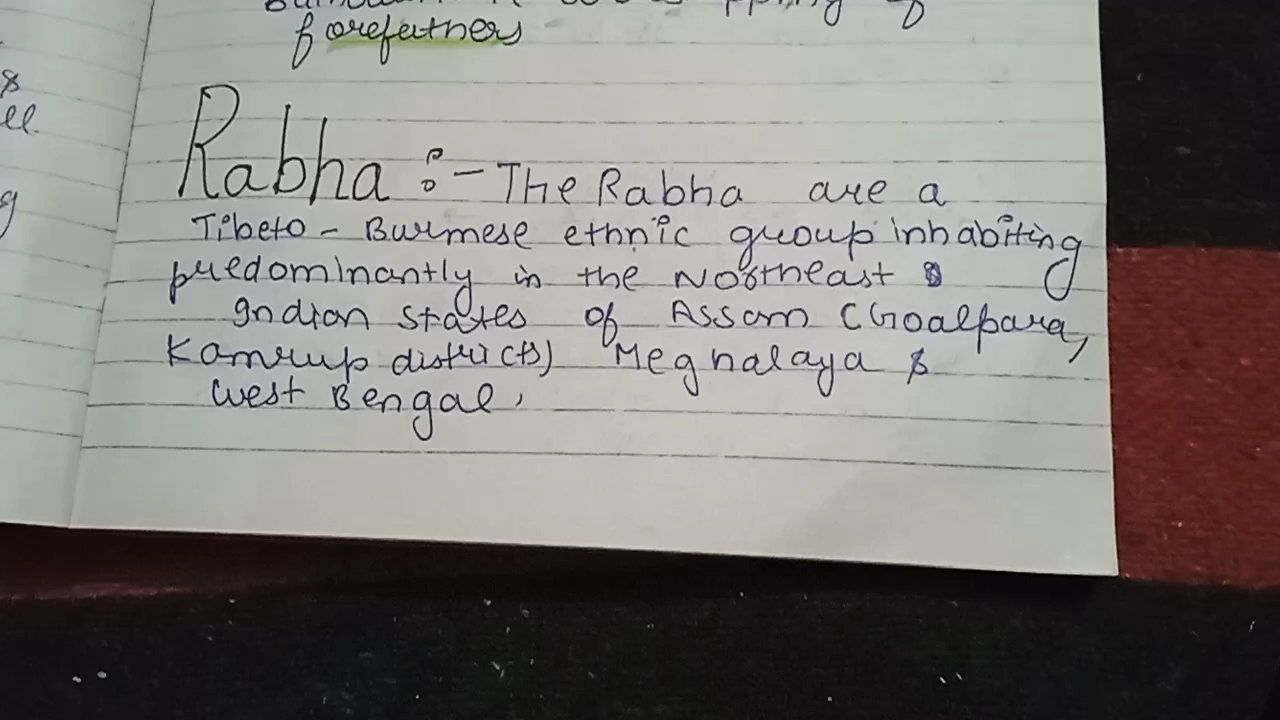 forefathers
Rabha :- The Rabha are a
Tibeto - Burmese ethnic group inhabiting
predominantly in the Northeast
Indian states of Assam (Goalpara,
Kamrup districts) Meghalaya &
West Bengal.